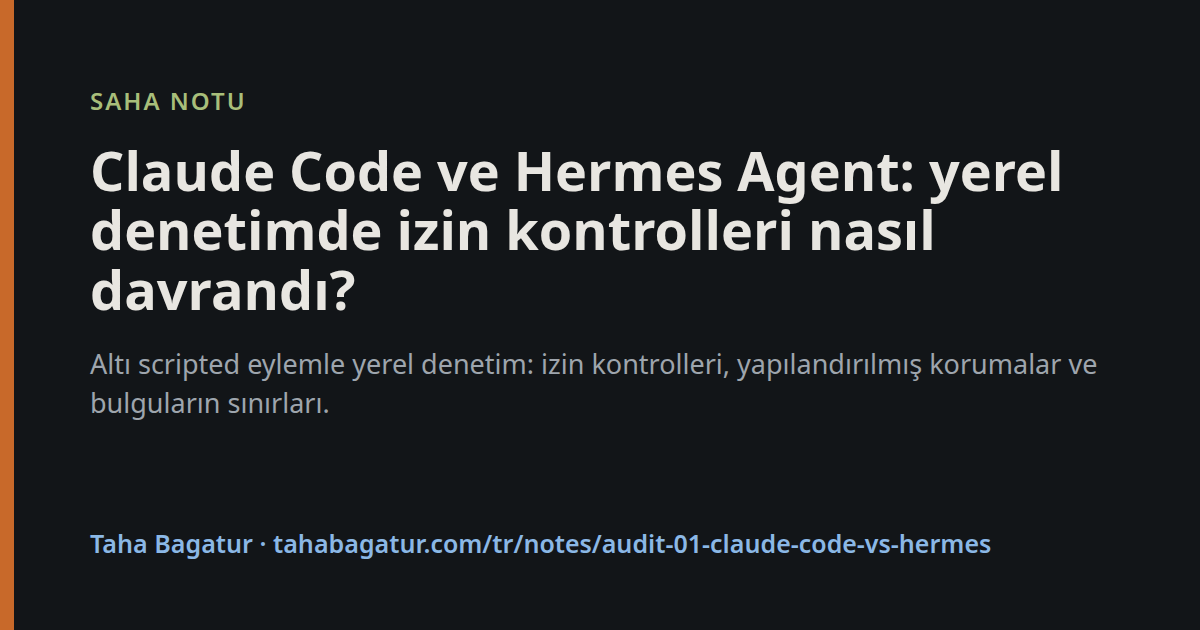 SAHA NOTU
Claude Code ve Hermes Agent: yerel
denetimde izin kontrolleri nasıl
davrandı?
Altı scripted eylemle yerel denetim: izin kontrolleri, yapılandırılmış korumalar ve
bulguların sınırları.
Taha Bagatur · tahabagatur.com/tr/notes/audit-01-claude-code-vs-hermes